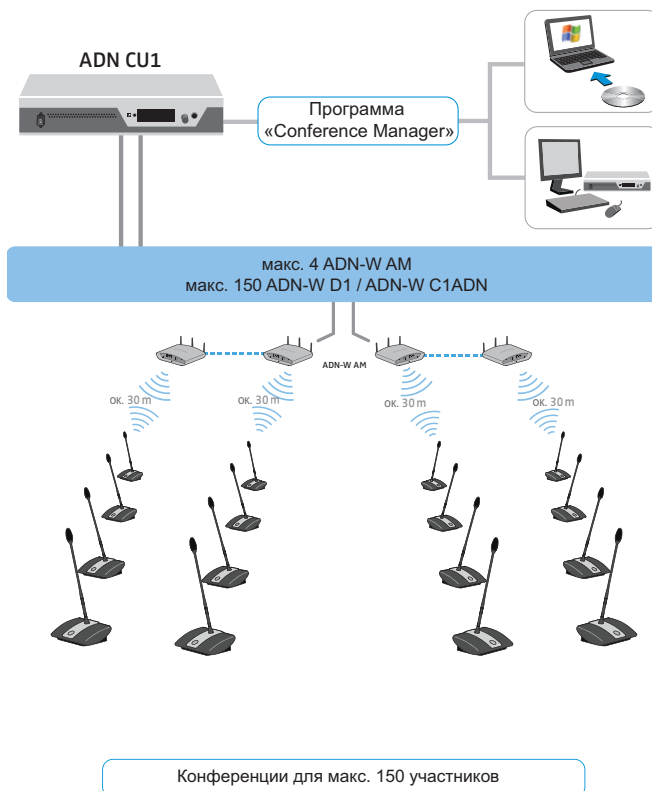 ADN CU1
Программа
«Conference Manager»
макс. 4 ADN-W AM
макс. 150 ADN-W D1 / ADN-W C1ADN
ADN-W AM
ок. 30 m
ок. 30 m
ок. 30 m
ок. 30 m
Конференции для макс. 150 участников